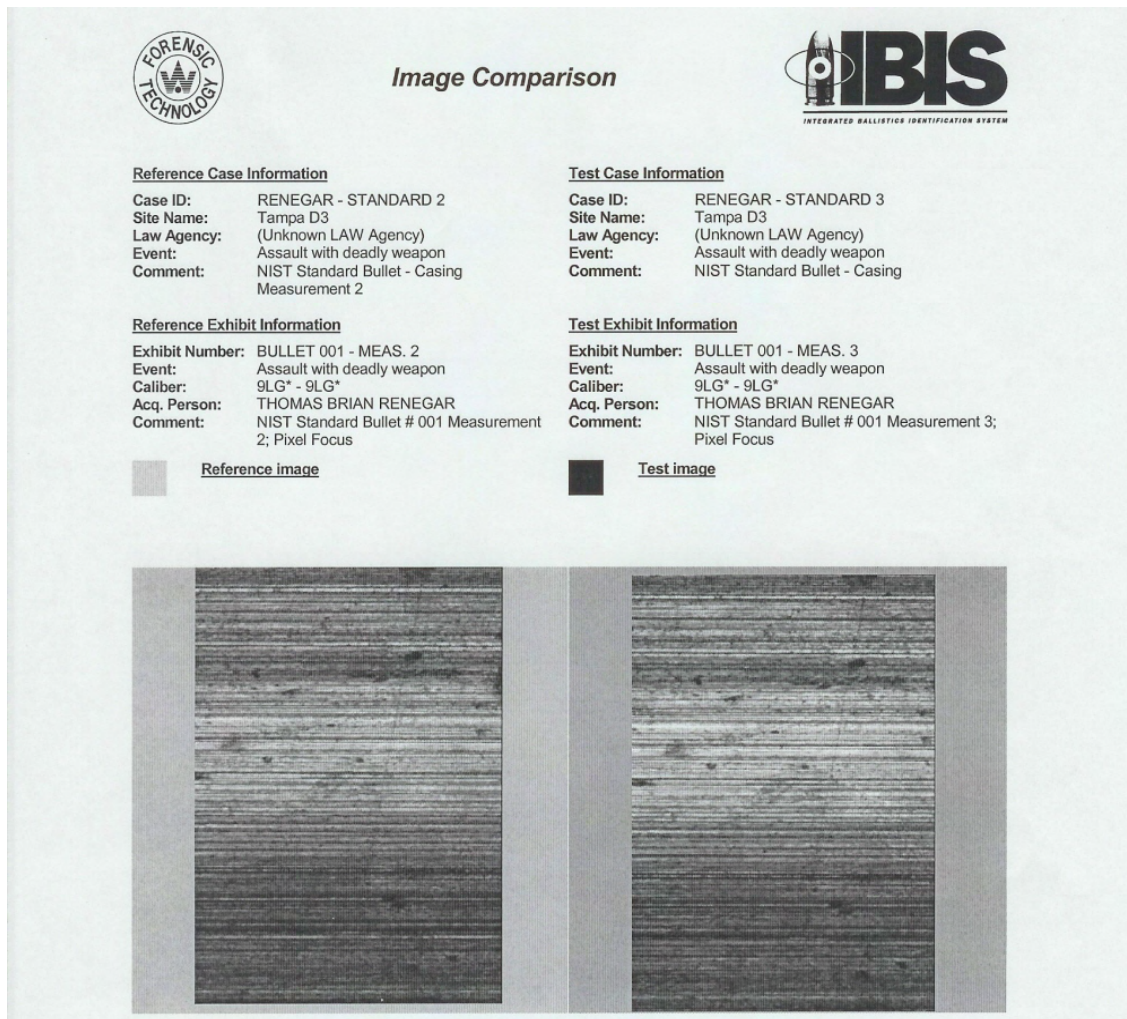 FORENSIC TECHNOLOGY
Image Comparison
IBIS
INTEGRATED BALLISTICS IDENTIFICATION SYSTEM
Reference Case Information
Case ID: RENEGAR - STANDARD 2
Site Name: Tampa D3
Law Agency: (Unknown LAW Agency)
Event: Assault with deadly weapon
Comment: NIST Standard Bullet - Casing
Measurement 2
Test Case Information
Case ID: RENEGAR - STANDARD 3
Site Name: Tampa D3
Law Agency: (Unknown LAW Agency)
Event: Assault with deadly weapon
Comment: NIST Standard Bullet - Casing
Reference Exhibit Information
Exhibit Number: BULLET 001 - MEAS. 2
Event: Assault with deadly weapon
Caliber: 9LG* - 9LG*
Acq. Person: THOMAS BRIAN RENEGAR
Comment: NIST Standard Bullet # 001 Measurement
2; Pixel Focus
Test Exhibit Information
Exhibit Number: BULLET 001 - MEAS. 3
Event: Assault with deadly weapon
Caliber: 9LG* - 9LG*
Acq. Person: THOMAS BRIAN RENEGAR
Comment: NIST Standard Bullet # 001 Measurement 3;
Pixel Focus
Reference image
Test image